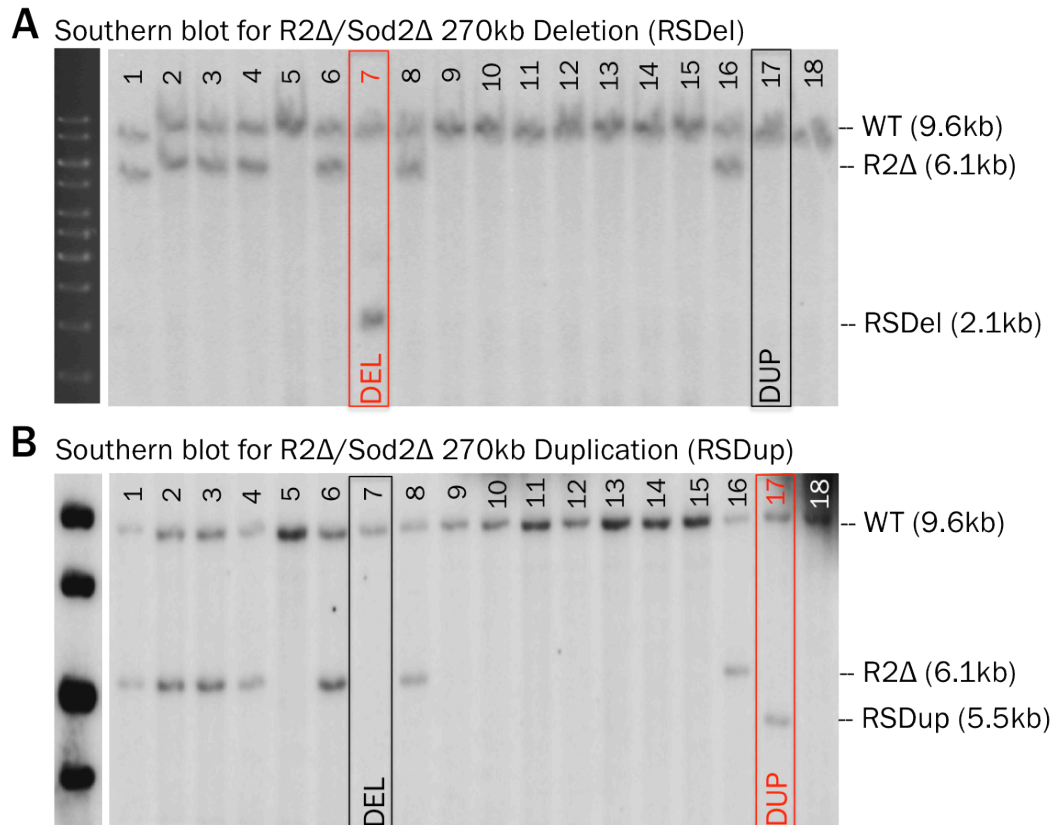 A Southern blot for R2Δ/Sod2Δ 270kb Deletion (RSDel)
1 2 3 4 5 6 7 8 9 10 11 12 13 14 15 16 17 18
-- WT (9.6kb)
-- R2Δ (6.1kb)
-- RSDel (2.1kb)
DEL DUP
B Southern blot for R2Δ/Sod2Δ 270kb Duplication (RSDup)
1 2 3 4 5 6 7 8 9 10 11 12 13 14 15 16 17 18
-- WT (9.6kb)
-- R2Δ (6.1kb)
-- RSDup (5.5kb)
DEL DUP